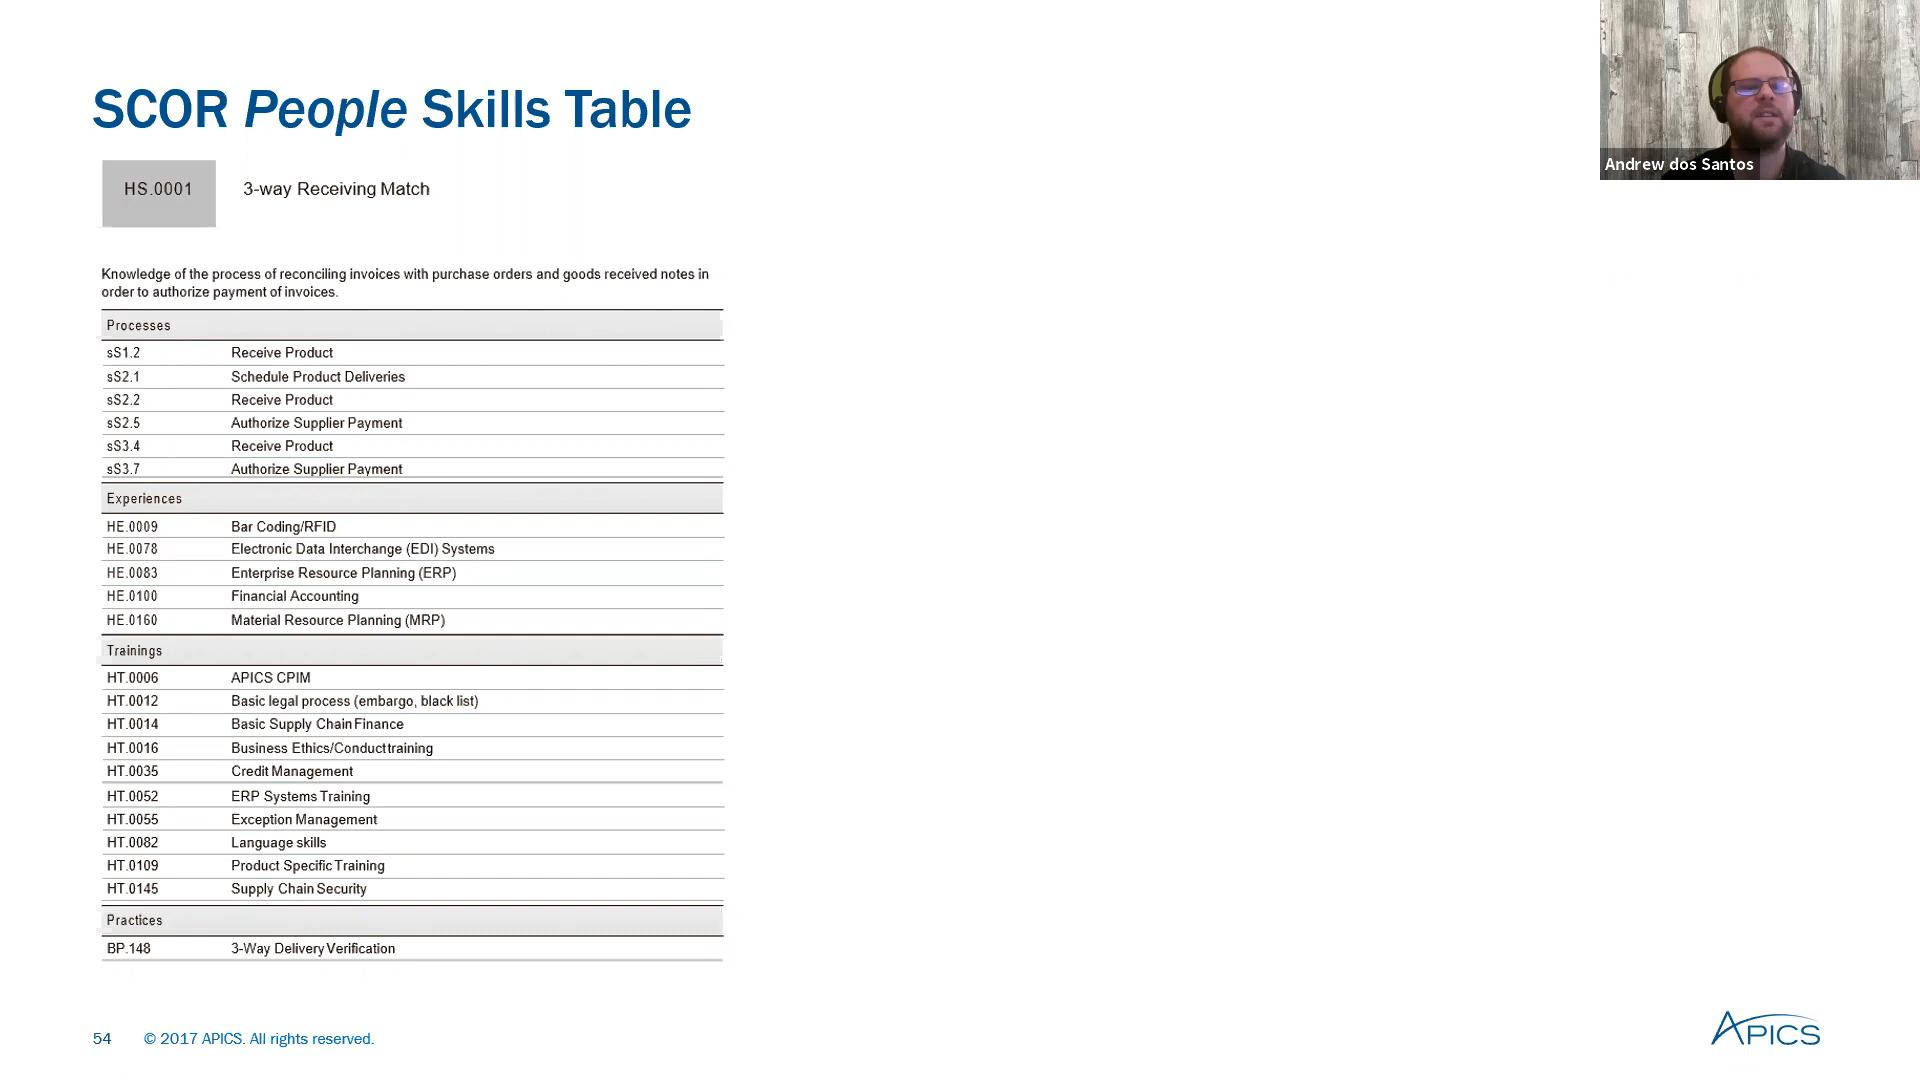 SCOR People Skills Table
Andrew dos Santos
HS.0001 3-way Receiving Match
Knowledge of the process of reconciling invoices with purchase orders and goods received notes in
order to authorize payment of invoices.
Processes
sS1.2 Receive Product
sS2.1 Schedule Product Deliveries
sS2.2 Receive Product
sS2.5 Authorize Supplier Payment
sS3.4 Receive Product
sS3.7 Authorize Supplier Payment
Experiences
HE.0009 Bar Coding/RFID
HE.0078 Electronic Data Interchange (EDI) Systems
HE.0083 Enterprise Resource Planning (ERP)
HE.0100 Financial Accounting
HE.0160 Material Resource Planning (MRP)
Trainings
HT.0006 APICS CPIM
HT.0012 Basic legal process (embargo, black list)
HT.0014 Basic Supply Chain Finance
HT.0016 Business Ethics/Conduct training
HT.0035 Credit Management
HT.0052 ERP Systems Training
HT.0055 Exception Management
HT.0082 Language skills
HT.0109 Product Specific Training
HT.0145 Supply Chain Security
Practices
BP.148 3-Way Delivery Verification
54 © 2017 APICS. All rights reserved.
APICS